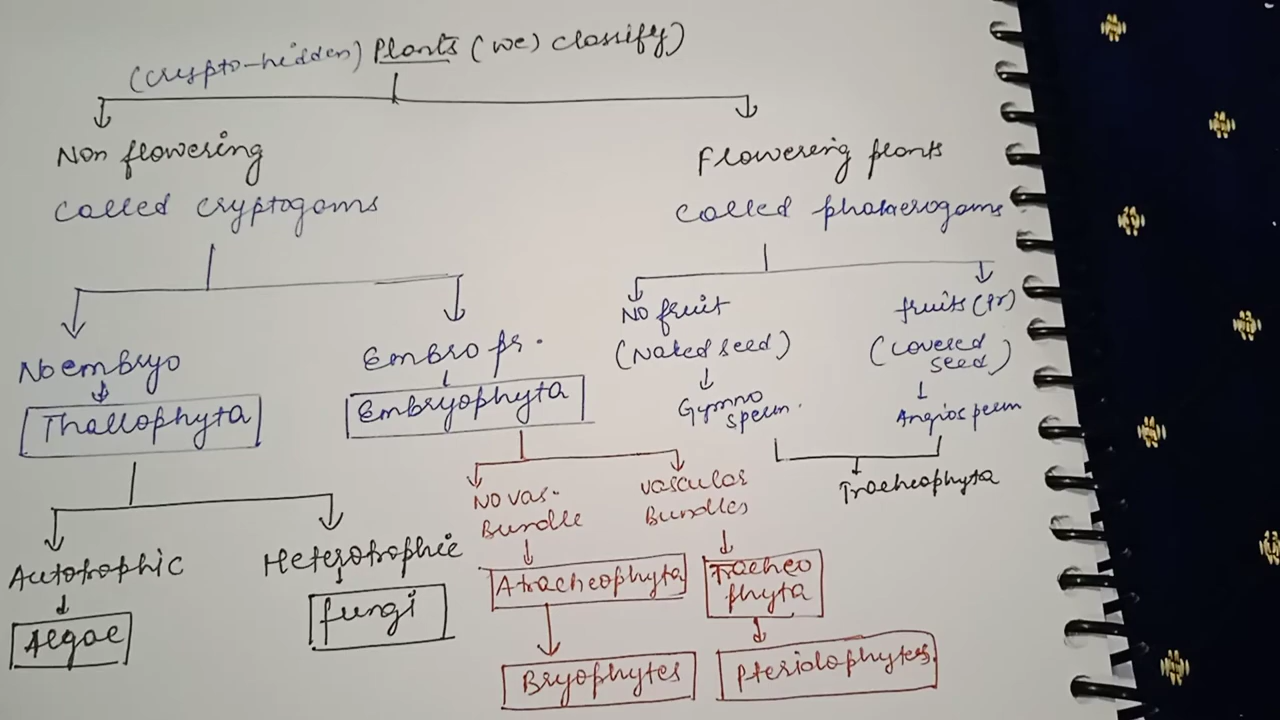 (crypto-hidden) Plants (we) classify)
Non flowering
called cryptogams
Flowering plants
called phanerogams
No embryo
Thallophyta
Embro pr.
Embryophyta
No fruit
(Naked seed)
Gymno
sperm.
fruits (pr)
(covered
seed)
Angiosperm
Tracheophyta
Autotrophic
Algae
Heterotrophic
fungi
No vas.
Bundle
Atracheophyta
Bryophytes
vascular
Bundles
Tracheo
phyta
Pteridophytes.